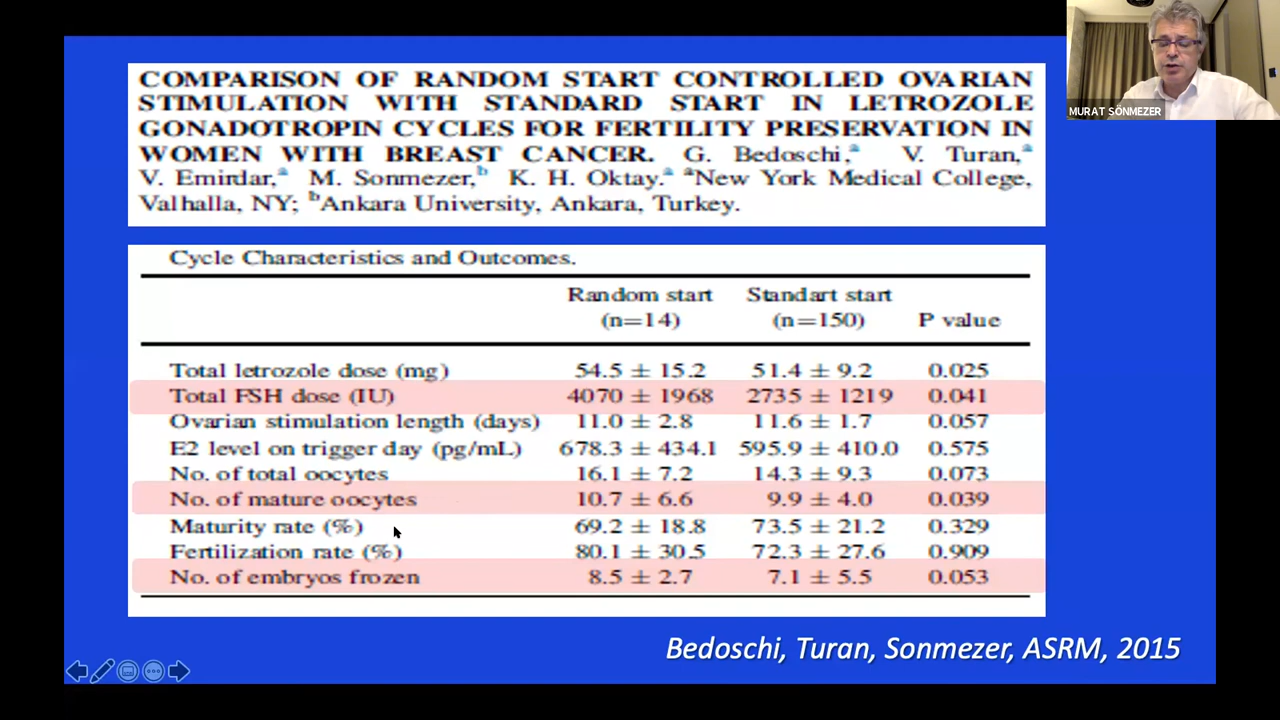 COMPARISON OF RANDOM START CONTROLLED OVARIAN
STIMULATION WITH STANDARD START IN LETROZOLE
GONADOTROPIN CYCLES FOR FERTILITY PRESERVATION IN
WOMEN WITH BREAST CANCER. G. Bedoschi,ᵃ V. Turan,ᵃ
V. Emirdar,ᵃ M. Sonmezer,ᵇ K. H. Oktay.ᵃ ᵃNew York Medical College,
Valhalla, NY; ᵇAnkara University, Ankara, Turkey.
MURAT SÖNMEZER
Cycle Characteristics and Outcomes.
Random start (n=14) Standart start (n=150) P value
Total letrozole dose (mg) 54.5 ± 15.2 51.4 ± 9.2 0.025
Total FSH dose (IU) 4070 ± 1968 2735 ± 1219 0.041
Ovarian stimulation length (days) 11.0 ± 2.8 11.6 ± 1.7 0.057
E2 level on trigger day (pg/mL) 678.3 ± 434.1 595.9 ± 410.0 0.575
No. of total oocytes 16.1 ± 7.2 14.3 ± 9.3 0.073
No. of mature oocytes 10.7 ± 6.6 9.9 ± 4.0 0.039
Maturity rate (%) 69.2 ± 18.8 73.5 ± 21.2 0.329
Fertilization rate (%) 80.1 ± 30.5 72.3 ± 27.6 0.909
No. of embryos frozen 8.5 ± 2.7 7.1 ± 5.5 0.053
Bedoschi, Turan, Sonmezer, ASRM, 2015